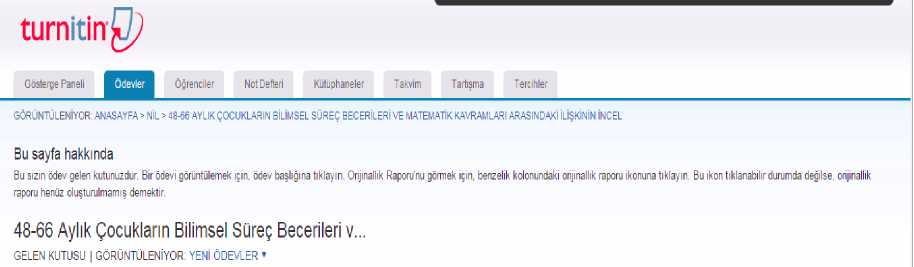 turnitin
Gösterge Paneli Ödevler Öğrenciler Not Defteri Kütüphaneler Takvim Tartışma Tercihler
GÖRÜNTÜLENİYOR: ANASAYFA > NİL > 48-66 AYLIK ÇOCUKLARIN BİLİMSEL SÜREÇ BECERİLERİ VE MATEMATİK KAVRAMLARI ARASINDAKİ İLİŞKİNİN İNCEL
Bu sayfa hakkında
Bu sizin ödev gelen kutunuzdur. Bir ödevi görüntülemek için, ödev başlığına tıklayın. Orijinallik Raporu'nu görmek için, benzelik kolonundaki orijinallik raporu ikonuna tıklayın. Bu ikon tıklanabilir durumda değilse, orijinallik
raporu henüz oluşturulmamış demektir.
48-66 Aylık Çocukların Bilimsel Süreç Becerileri v...
GELEN KUTUSU | GÖRÜNTÜLENİYOR: YENİ ÖDEVLER ▼